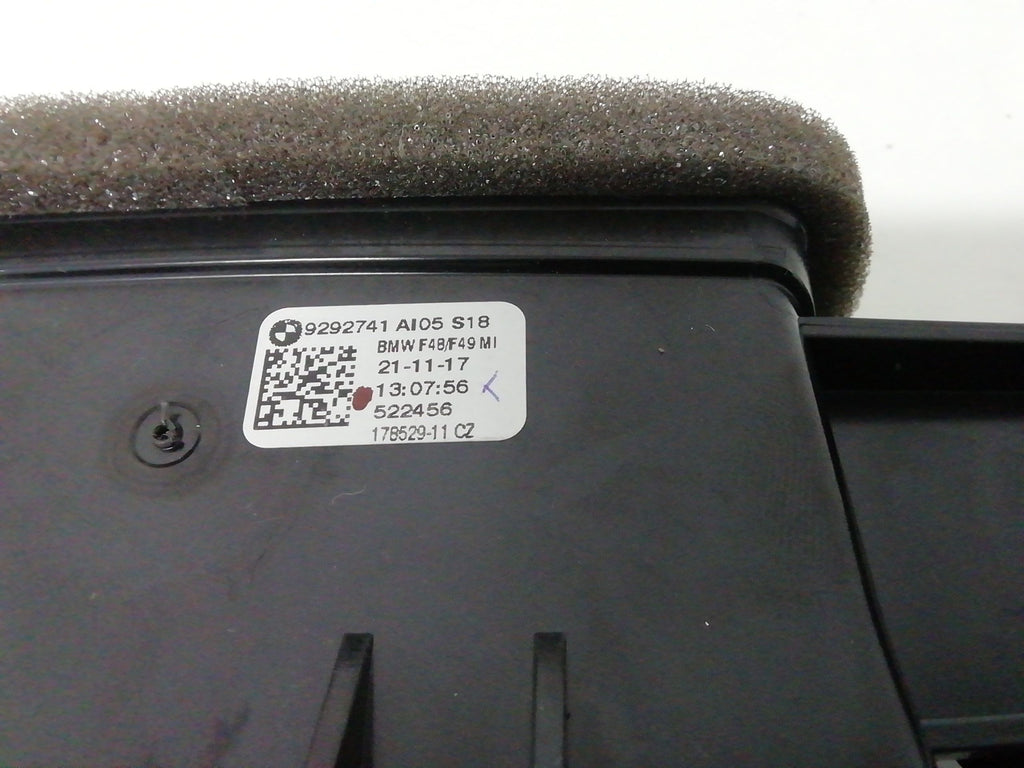 9292741 AI05 S18
BMW F48/F49 MI
21-11-17
13:07:56
522456
178529-11 CZ